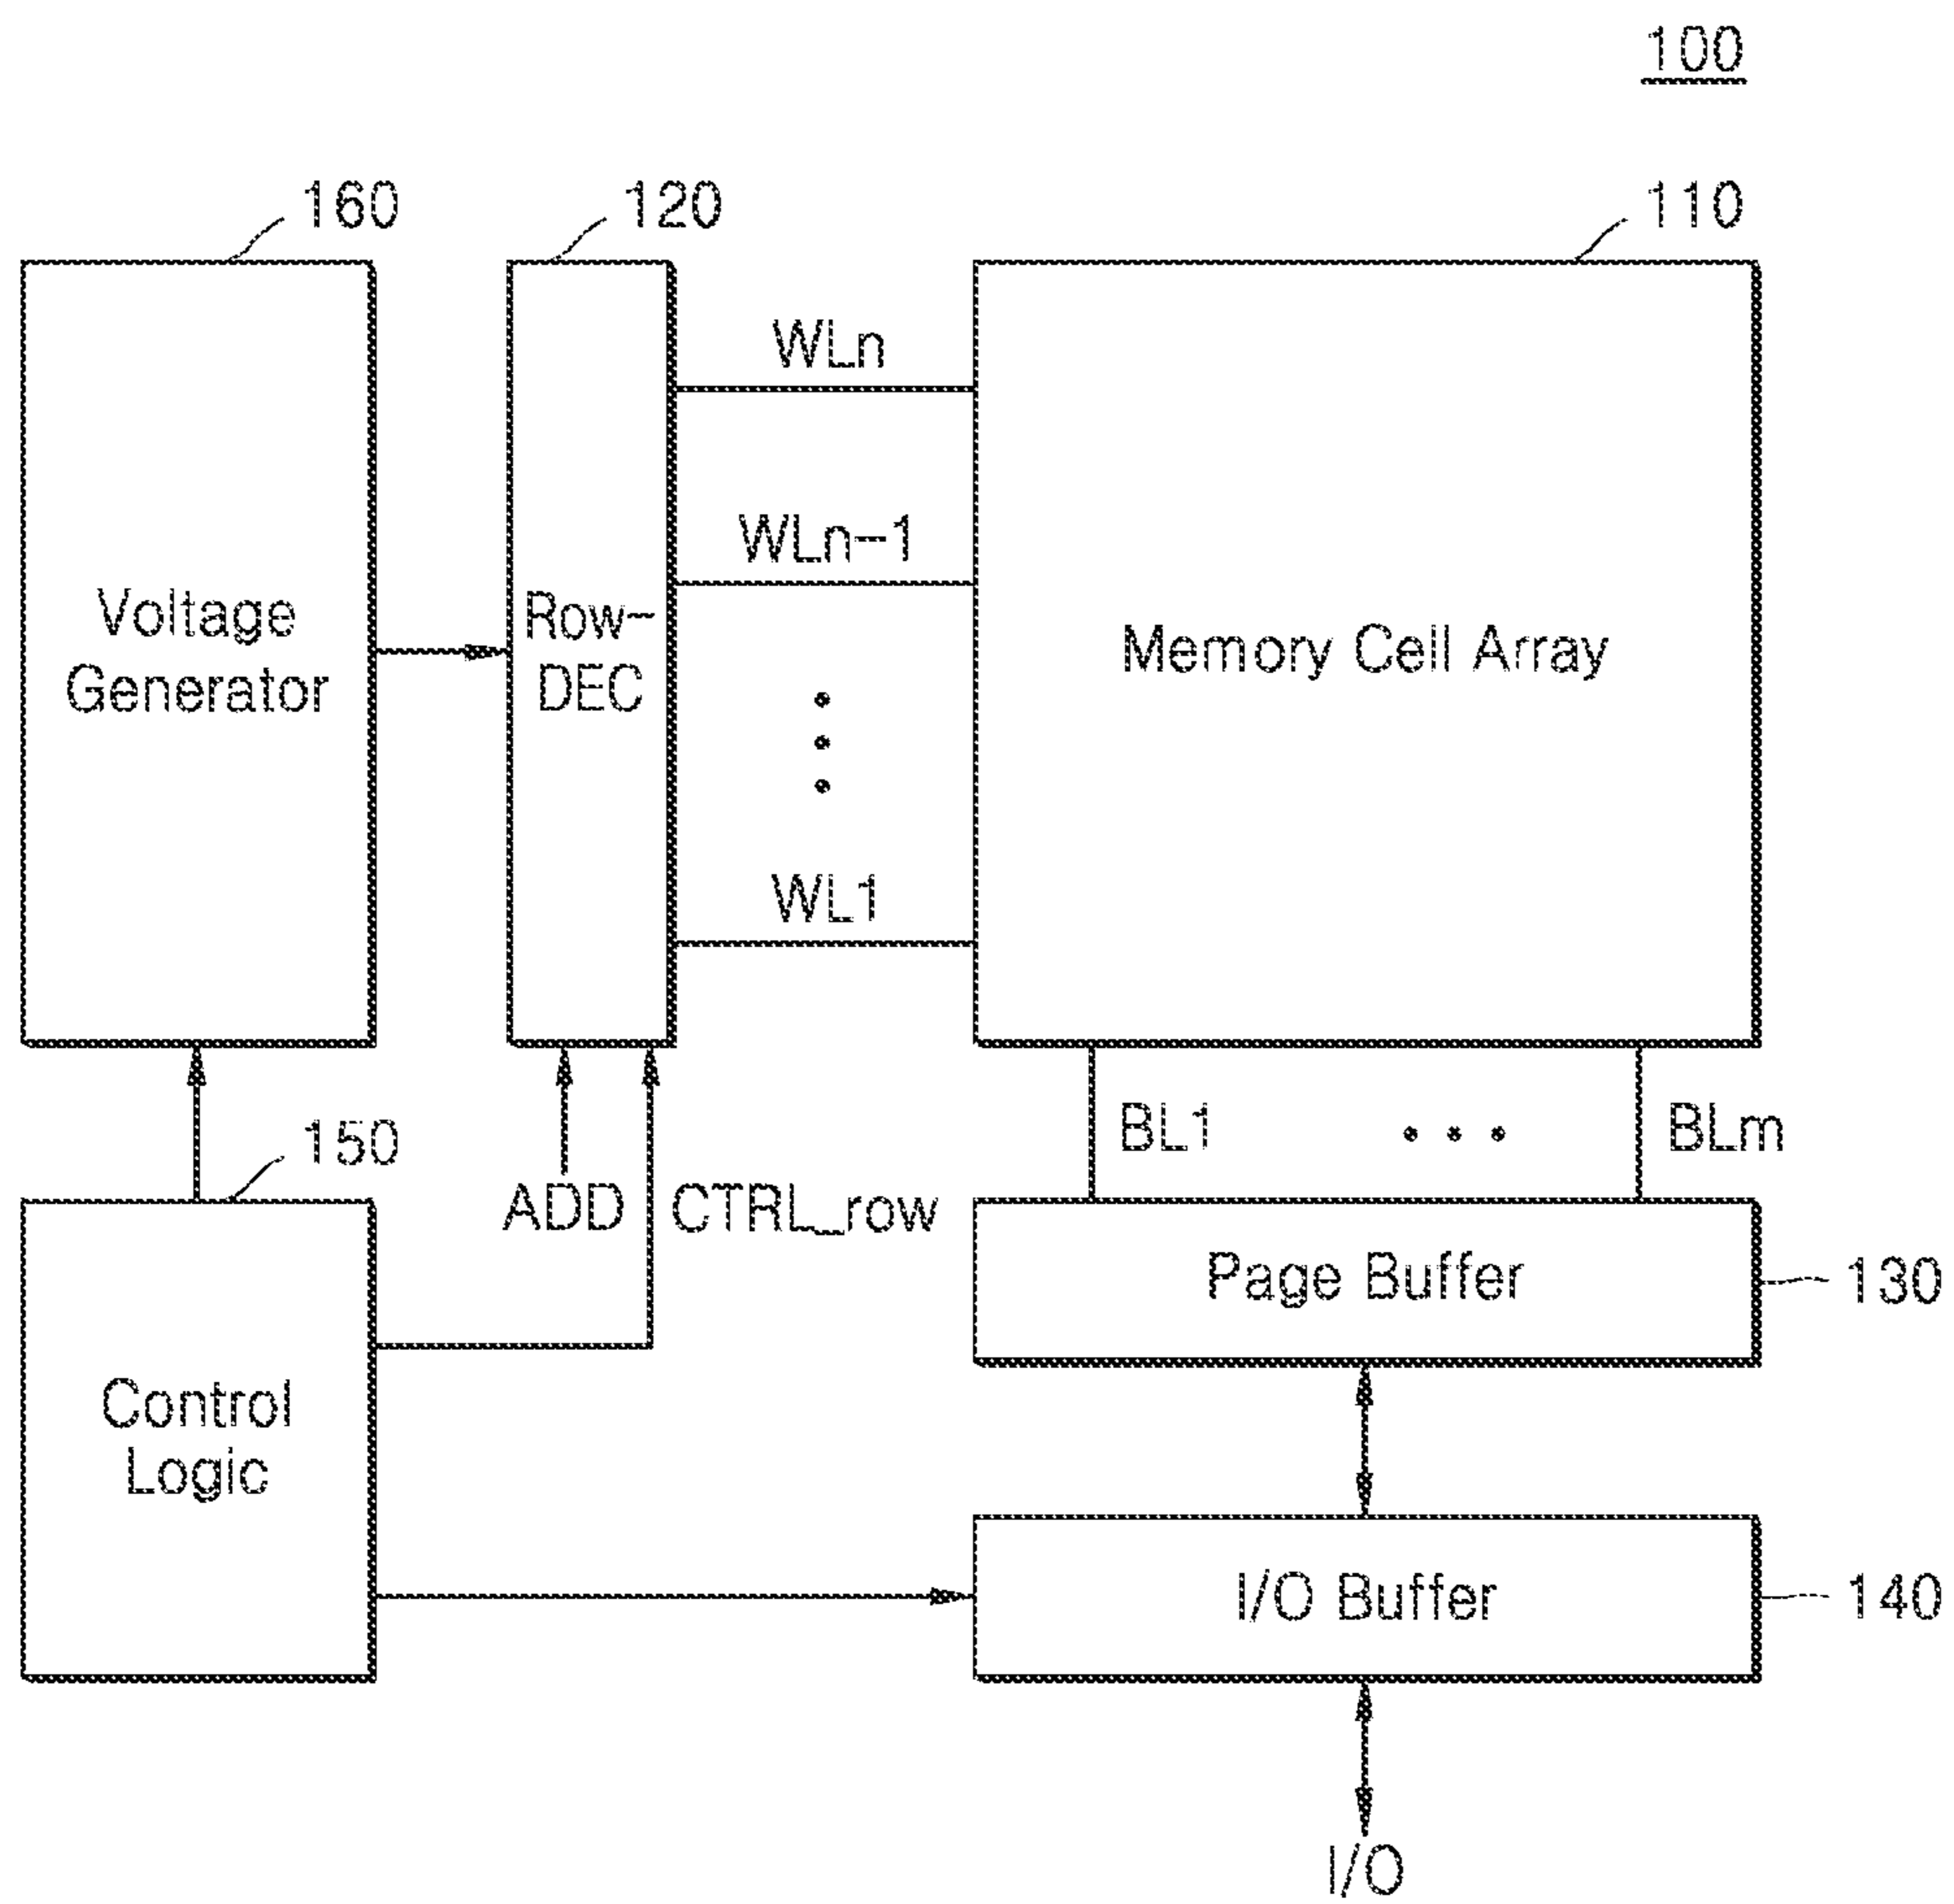 100
160
120
110
WLn
WLn-1
Voltage
Generator
Row-
DEC
Memory Cell Array
WL1
150
ADD
CTRL_row
BL1
BLm
Page Buffer
130
Control
Logic
I/O Buffer
140
I/O